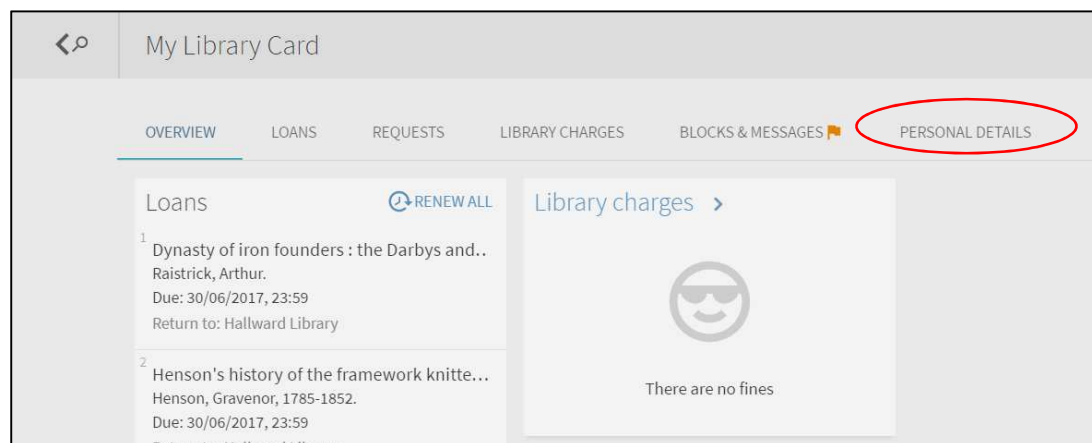 My Library Card
OVERVIEW LOANS REQUESTS LIBRARY CHARGES BLOCKS & MESSAGES PERSONAL DETAILS
Loans RENEW ALL
1
Dynasty of iron founders : the Darbys and..
Raistrick, Arthur.
Due: 30/06/2017, 23:59
Return to: Hallward Library
2
Henson's history of the framework knitte...
Henson, Gravenor, 1785-1852.
Due: 30/06/2017, 23:59
Library charges >
There are no fines